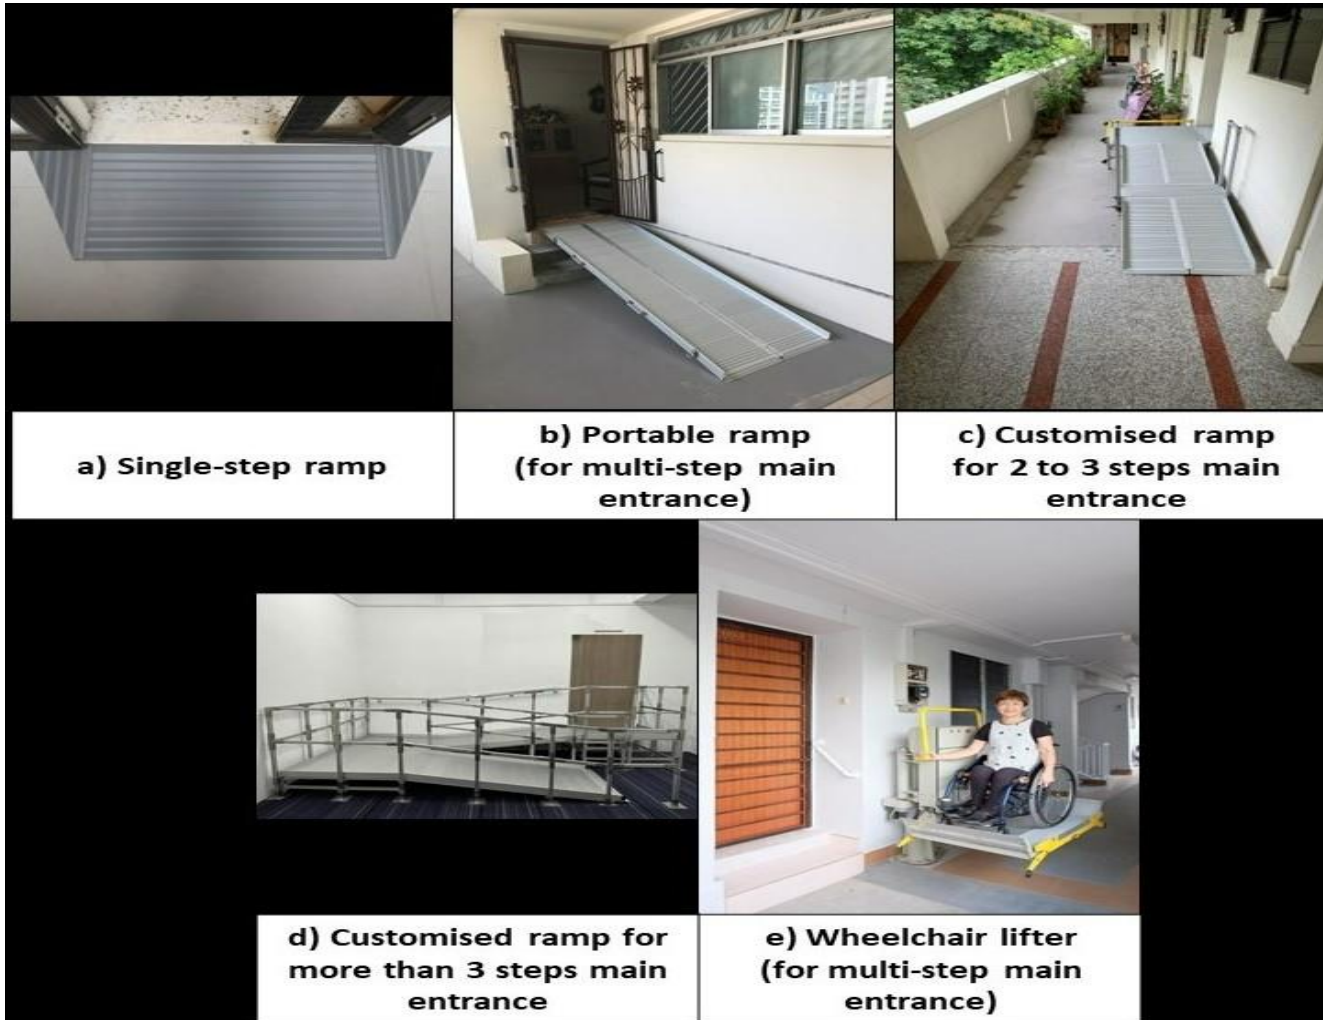 a) Single-step ramp
b) Portable ramp
(for multi-step main
entrance)
c) Customised ramp
for 2 to 3 steps main
entrance
d) Customised ramp for
more than 3 steps main
entrance
e) Wheelchair lifter
(for multi-step main
entrance)